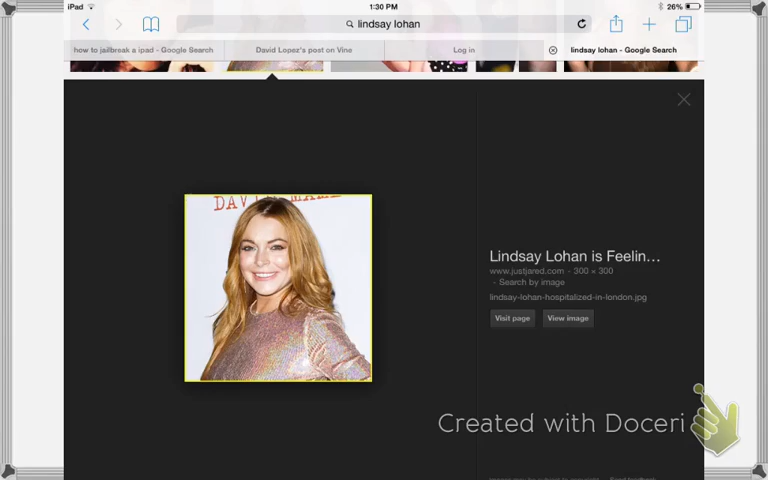 iPad
1:30 PM
26%
lindsay lohan
how to jailbreak a ipad - Google Search
David Lopez's post on Vine
Log in
lindsay lohan - Google Search
DAVI MAM
Lindsay Lohan is Feelin...
www.justjared.com - 300 × 300
- Search by image
lindsay-lohan-hospitalized-in-london.jpg
Visit page
View image
Created with Doceri